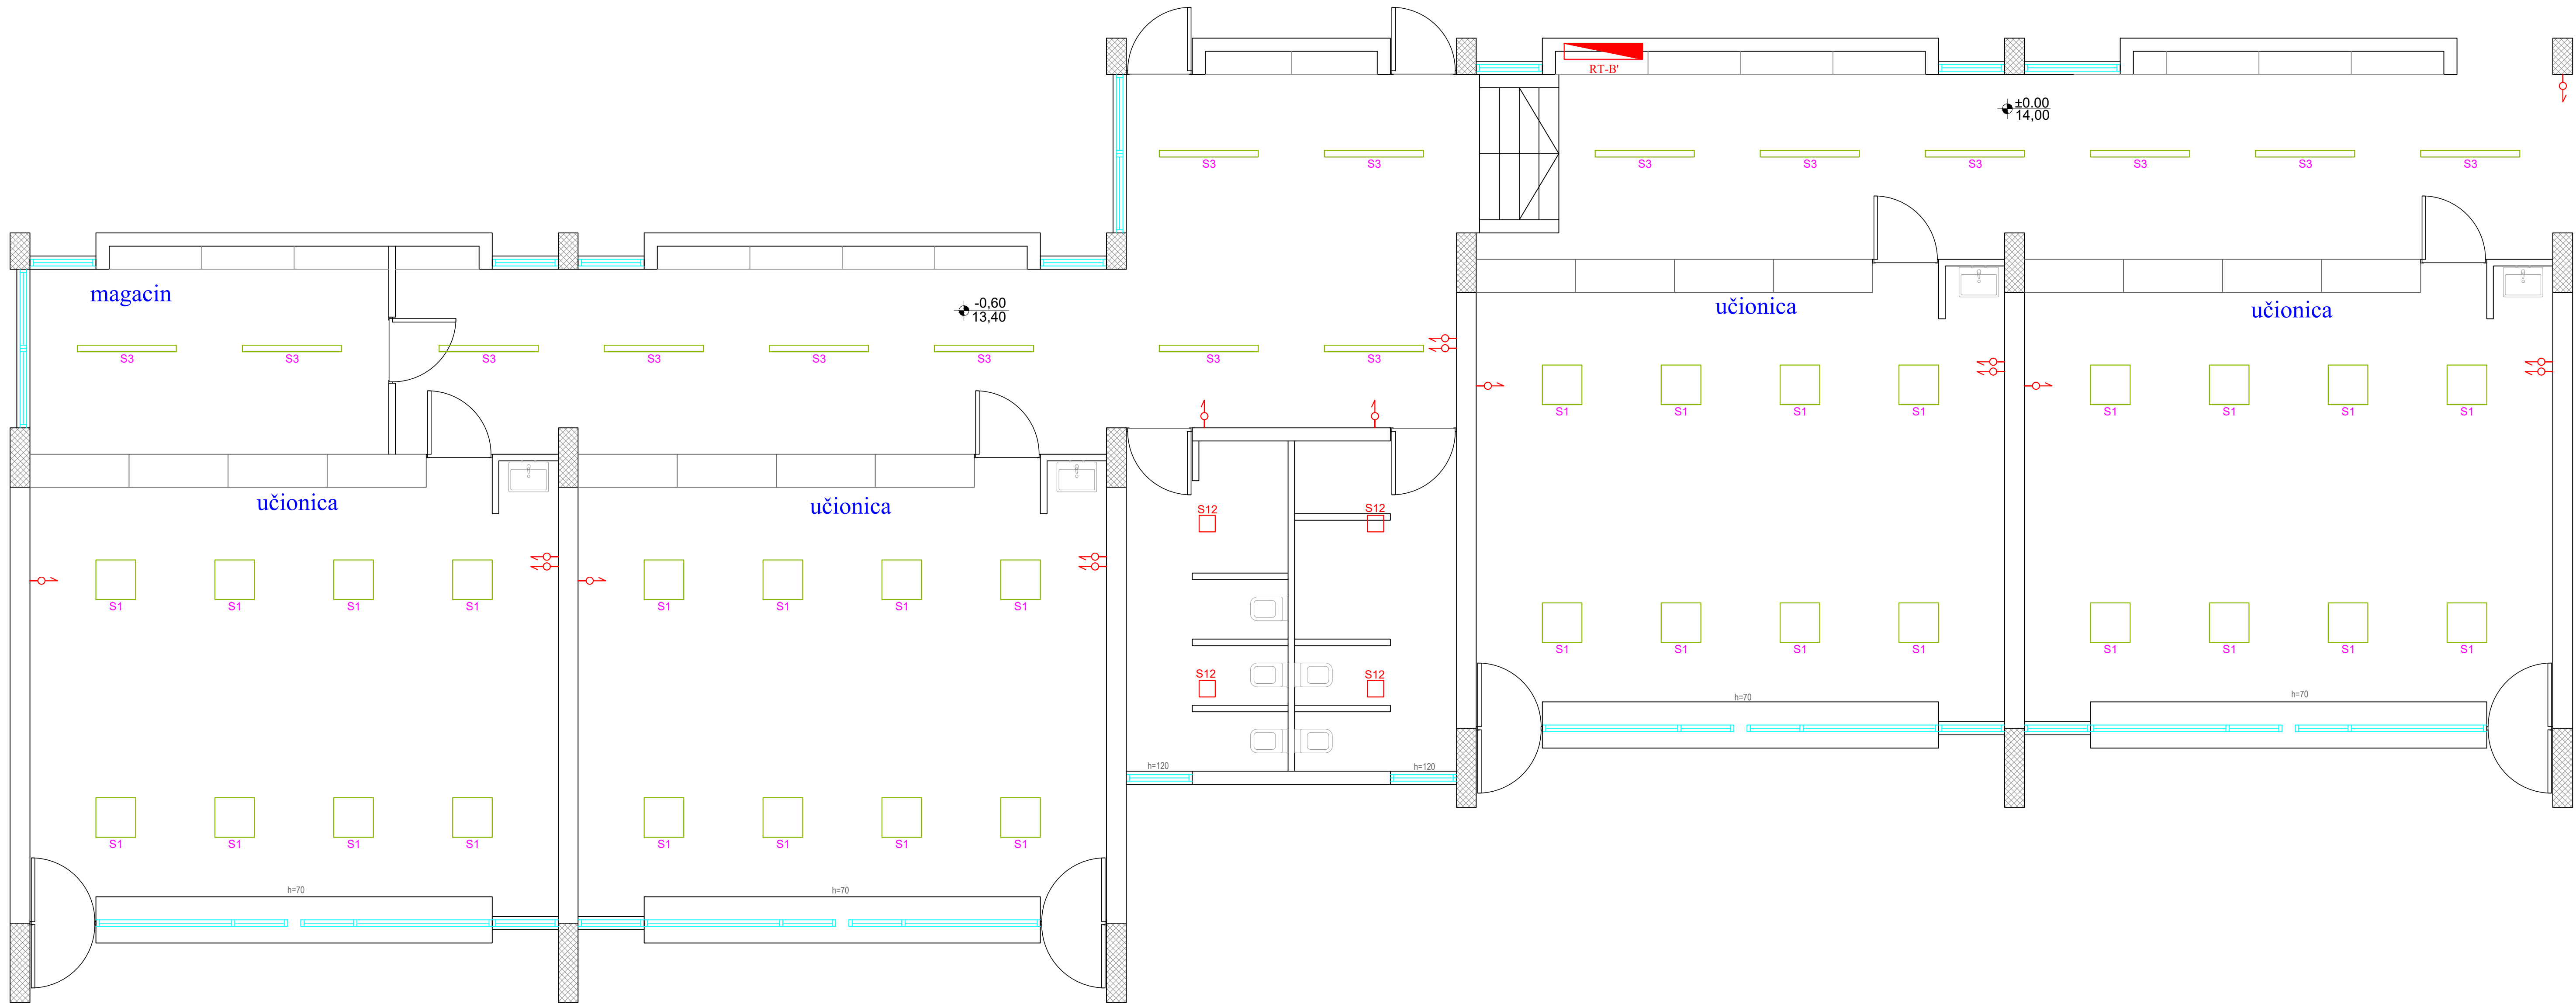 RT-B'
±0.00
14,00
S3 S3 S3 S3 S3 S3 S3 S3
magacin
-0,60
13,40
učionica
učionica
S3 S3 S3 S3 S3 S3 S3 S3
S1 S1 S1 S1 S1 S1 S1 S1
učionica
učionica
S12 S12
S1 S1 S1 S1 S1 S1 S1 S1
S1 S1 S1 S1 S1 S1 S1 S1
S12 S12
h=70
h=70
h=120
h=120
S1 S1 S1 S1 S1 S1 S1 S1
h=70
h=70